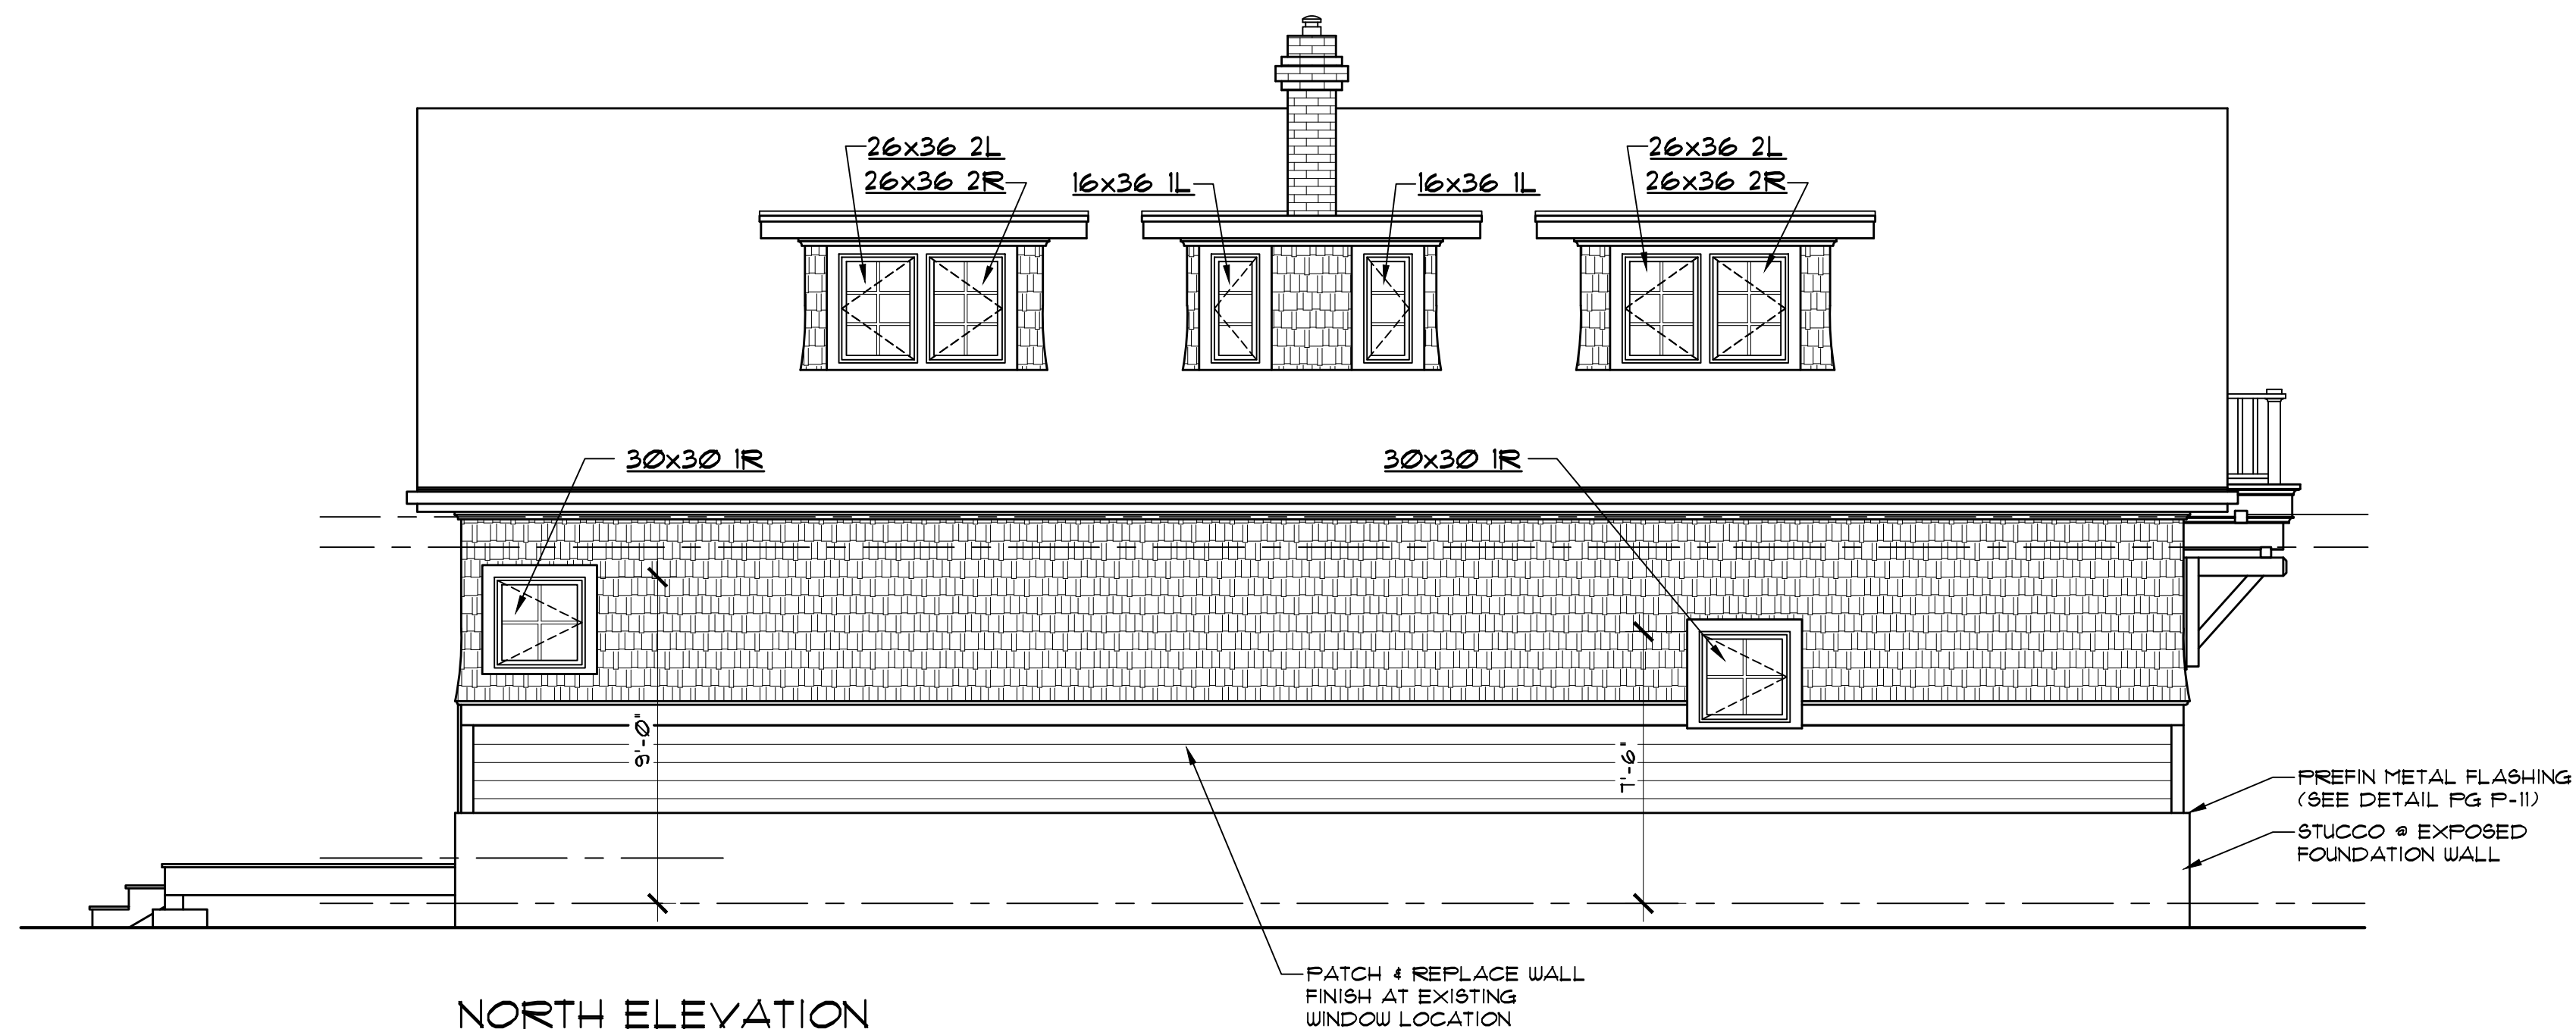 26x36 2L
26x36 2R
16x36 1L
16x36 1L
26x36 2L
26x36 2R
30x30 1R
30x30 1R
9'-0"
7'-6"
PREFIN METAL FLASHING
(SEE DETAIL PG P-11)
STUCCO @ EXPOSED
FOUNDATION WALL
PATCH & REPLACE WALL
FINISH AT EXISTING
WINDOW LOCATION
NORTH ELEVATION